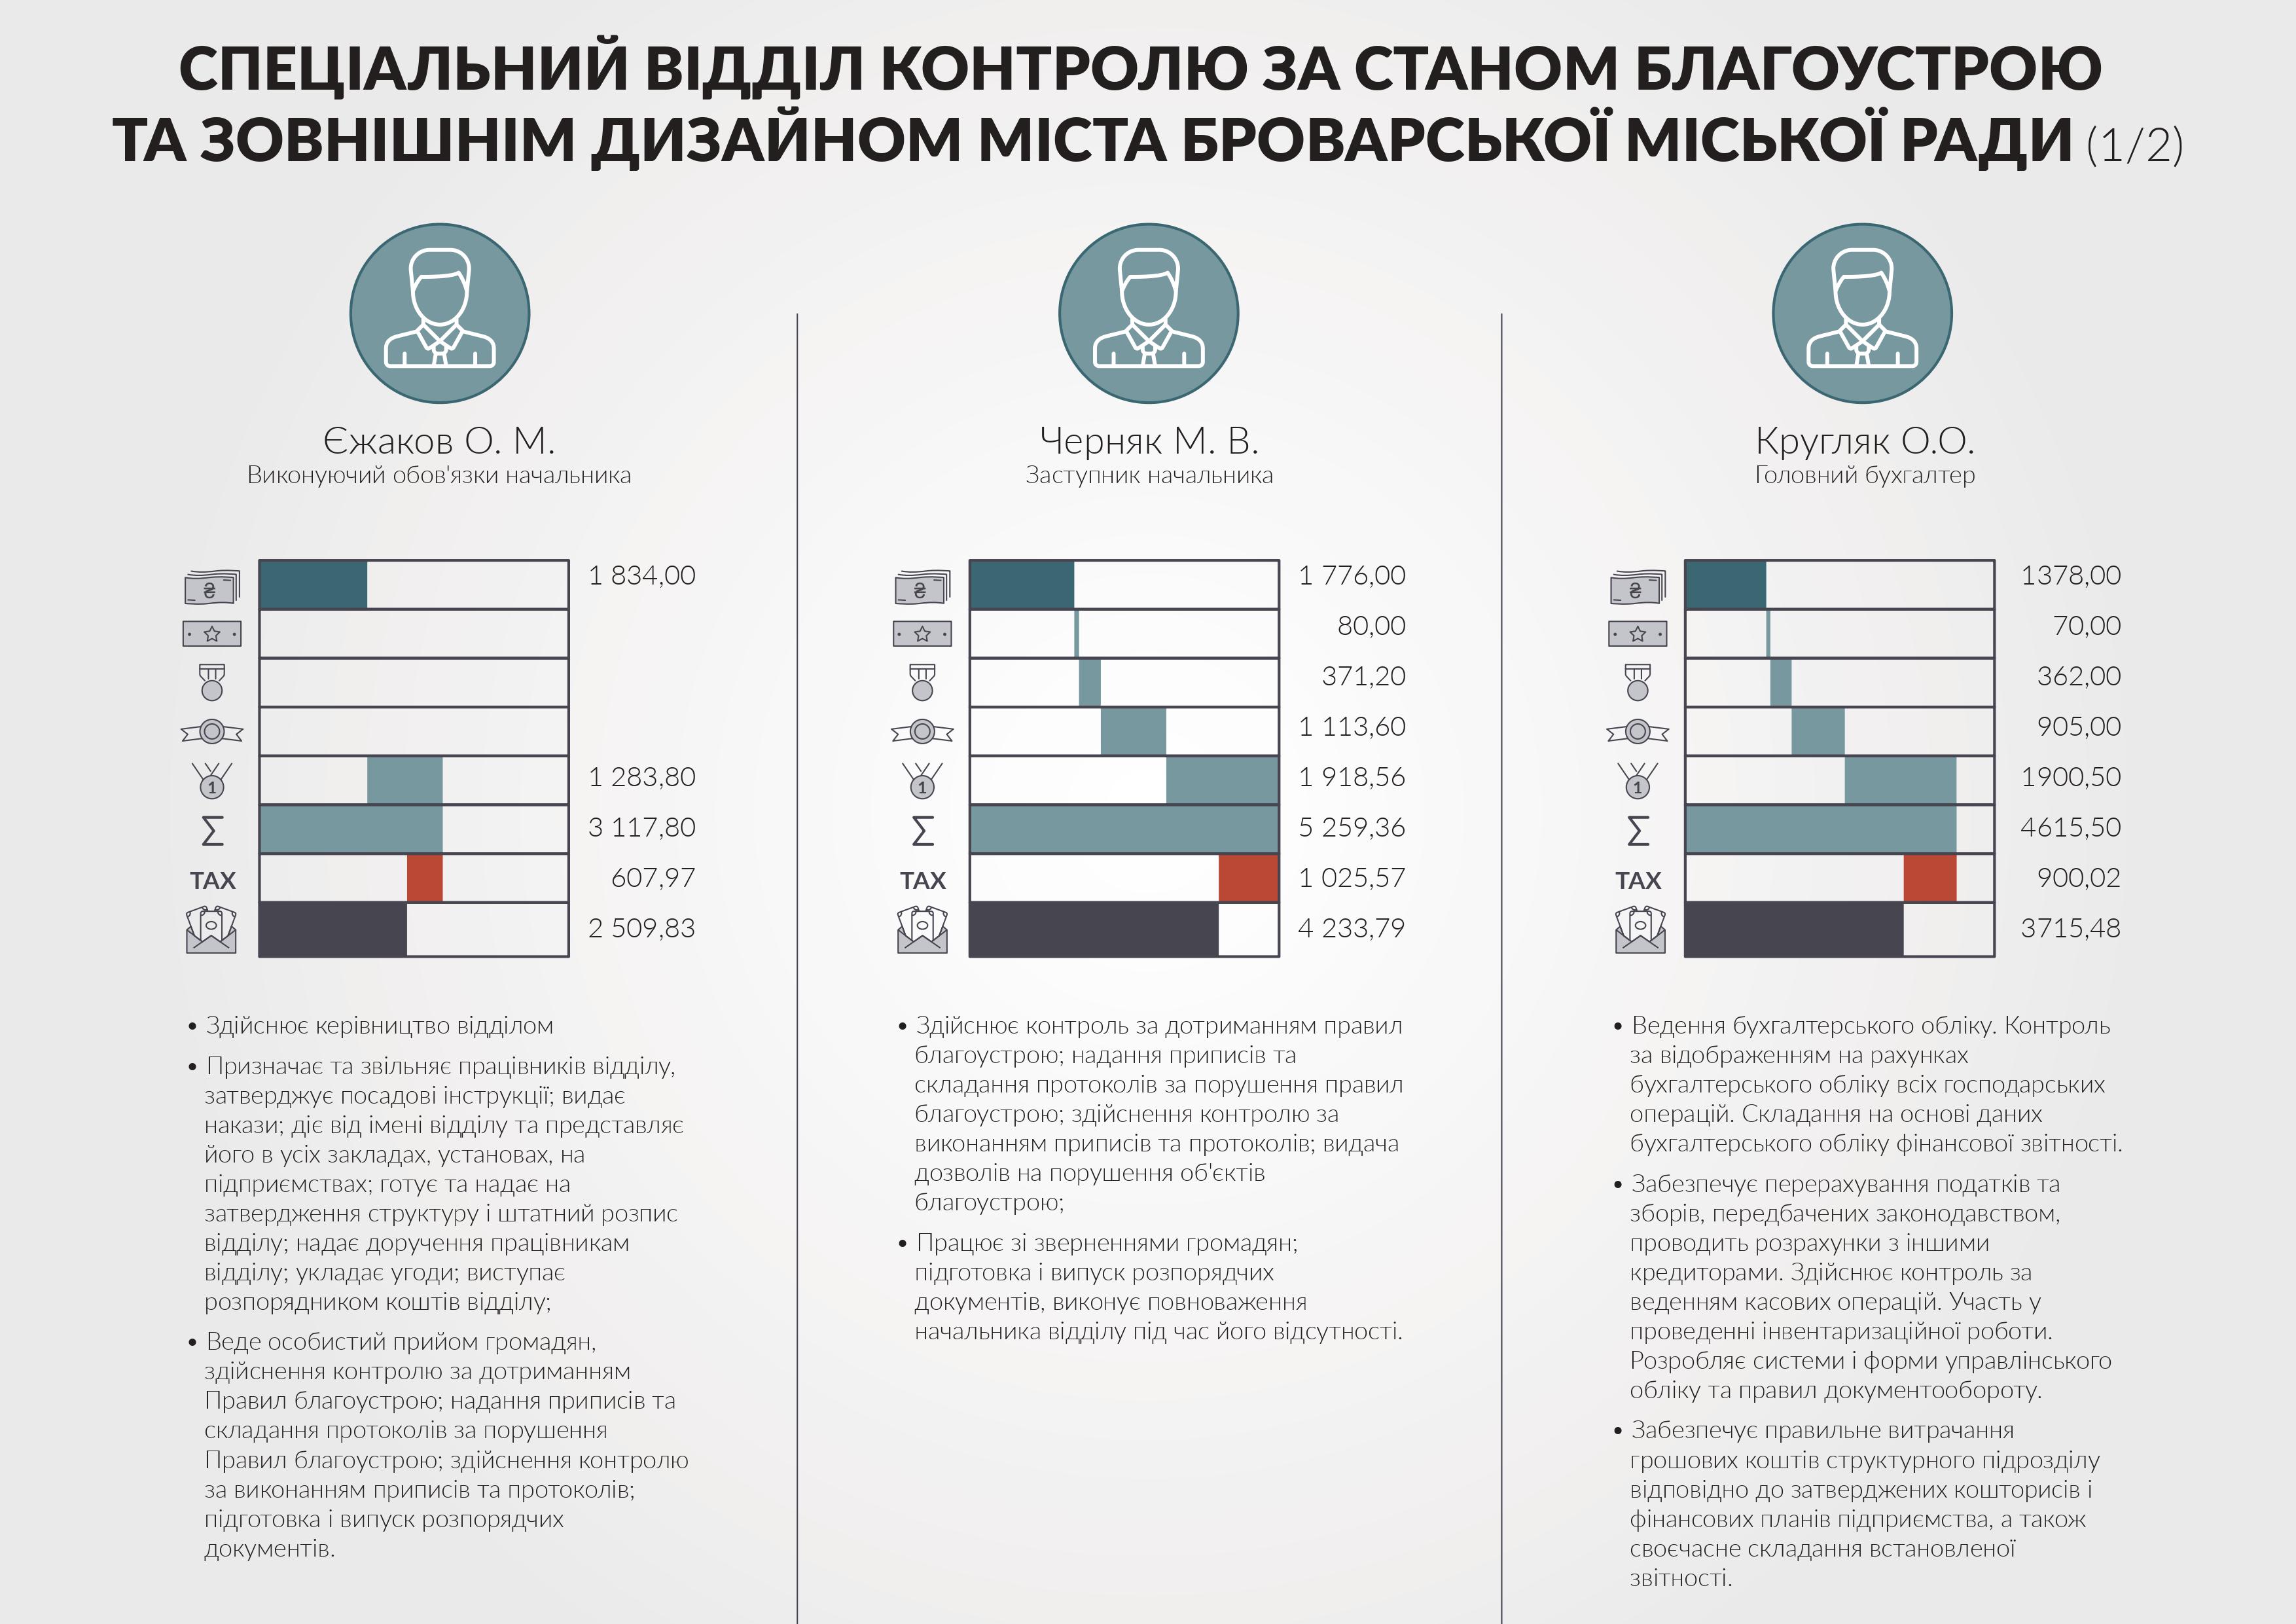 СПЕЦІАЛЬНИЙ ВІДДІЛ КОНТРОЛЮ ЗА СТАНОМ БЛАГОУСТРОЮ
ТА ЗОВНІШНІМ ДИЗАЙНОМ МІСТА БРОВАРСЬКОЇ МІСЬКОЇ РАДИ (1/2)
Єжаков О. М.
Виконуючий обов'язки начальника
₴
1 834,00
1
1 283,80
Σ
3 117,80
TAX
607,97
2 509,83
• Здійснює керівництво відділом
• Призначає та звільняє працівників відділу,
затверджує посадові інструкції; видає
накази; діє від імені відділу та представляє
його в усіх закладах, установах, на
підприємствах; готує та надає на
затвердження структуру і штатний розпис
відділу; надає доручення працівникам
відділу; укладає угоди; виступає
розпорядником коштів відділу;
• Веде особистий прийом громадян,
здійснення контролю за дотриманням
Правил благоустрою; надання приписів та
складання протоколів за порушення
Правил благоустрою; здійснення контролю
за виконанням приписів та протоколів;
підготовка і випуск розпорядчих
документів.
Черняк М. В.
Заступник начальника
₴
1 776,00
80,00
371,20
1 113,60
1
1 918,56
Σ
5 259,36
TAX
1 025,57
4 233,79
• Здійснює контроль за дотриманням правил
благоустрою; надання приписів та
складання протоколів за порушення правил
благоустрою; здійснення контролю за
виконанням приписів та протоколів; видача
дозволів на порушення об'єктів
благоустрою;
• Працює зі зверненнями громадян;
підготовка і випуск розпорядчих
документів, виконує повноваження
начальника відділу під час його відсутності.
Кругляк О.О.
Головний бухгалтер
₴
1378,00
70,00
362,00
905,00
1
1900,50
Σ
4615,50
TAX
900,02
3715,48
• Ведення бухгалтерського обліку. Контроль
за відображенням на рахунках
бухгалтерського обліку всіх господарських
операцій. Складання на основі даних
бухгалтерського обліку фінансової звітності.
• Забезпечує перерахування податків та
зборів, передбачених законодавством,
проводить розрахунки з іншими
кредиторами. Здійснює контроль за
веденням касових операцій. Участь у
проведенні інвентаризаційної роботи.
Розробляє системи і форми управлінського
обліку та правил документообороту.
• Забезпечує правильне витрачання
грошових коштів структурного підрозділу
відповідно до затверджених кошторисів і
фінансових планів підприємства, а також
своєчасне складання встановленої
звітності.